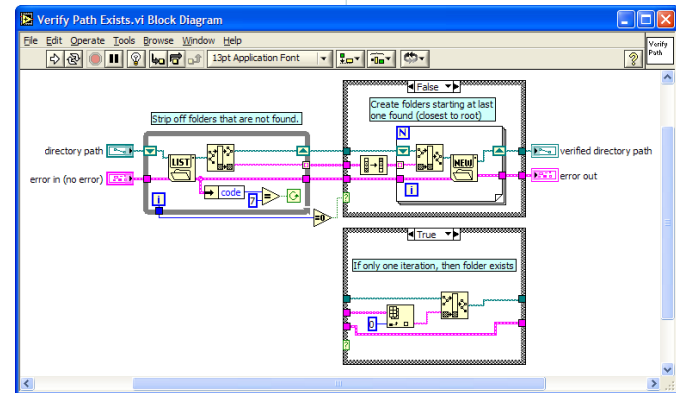 Verify Path Exists.vi Block Diagram
File Edit Operate Tools Browse Window Help
13pt Application Font
?
Verify
Path
False
Strip off folders that are not found.
Create folders starting at last
one found (closest to root)
N
directory path
LIST
NEW
verified directory path
error in (no error)
error out
code
7
=
i
i
=0
?
True
If only one iteration, then folder exists
0
?